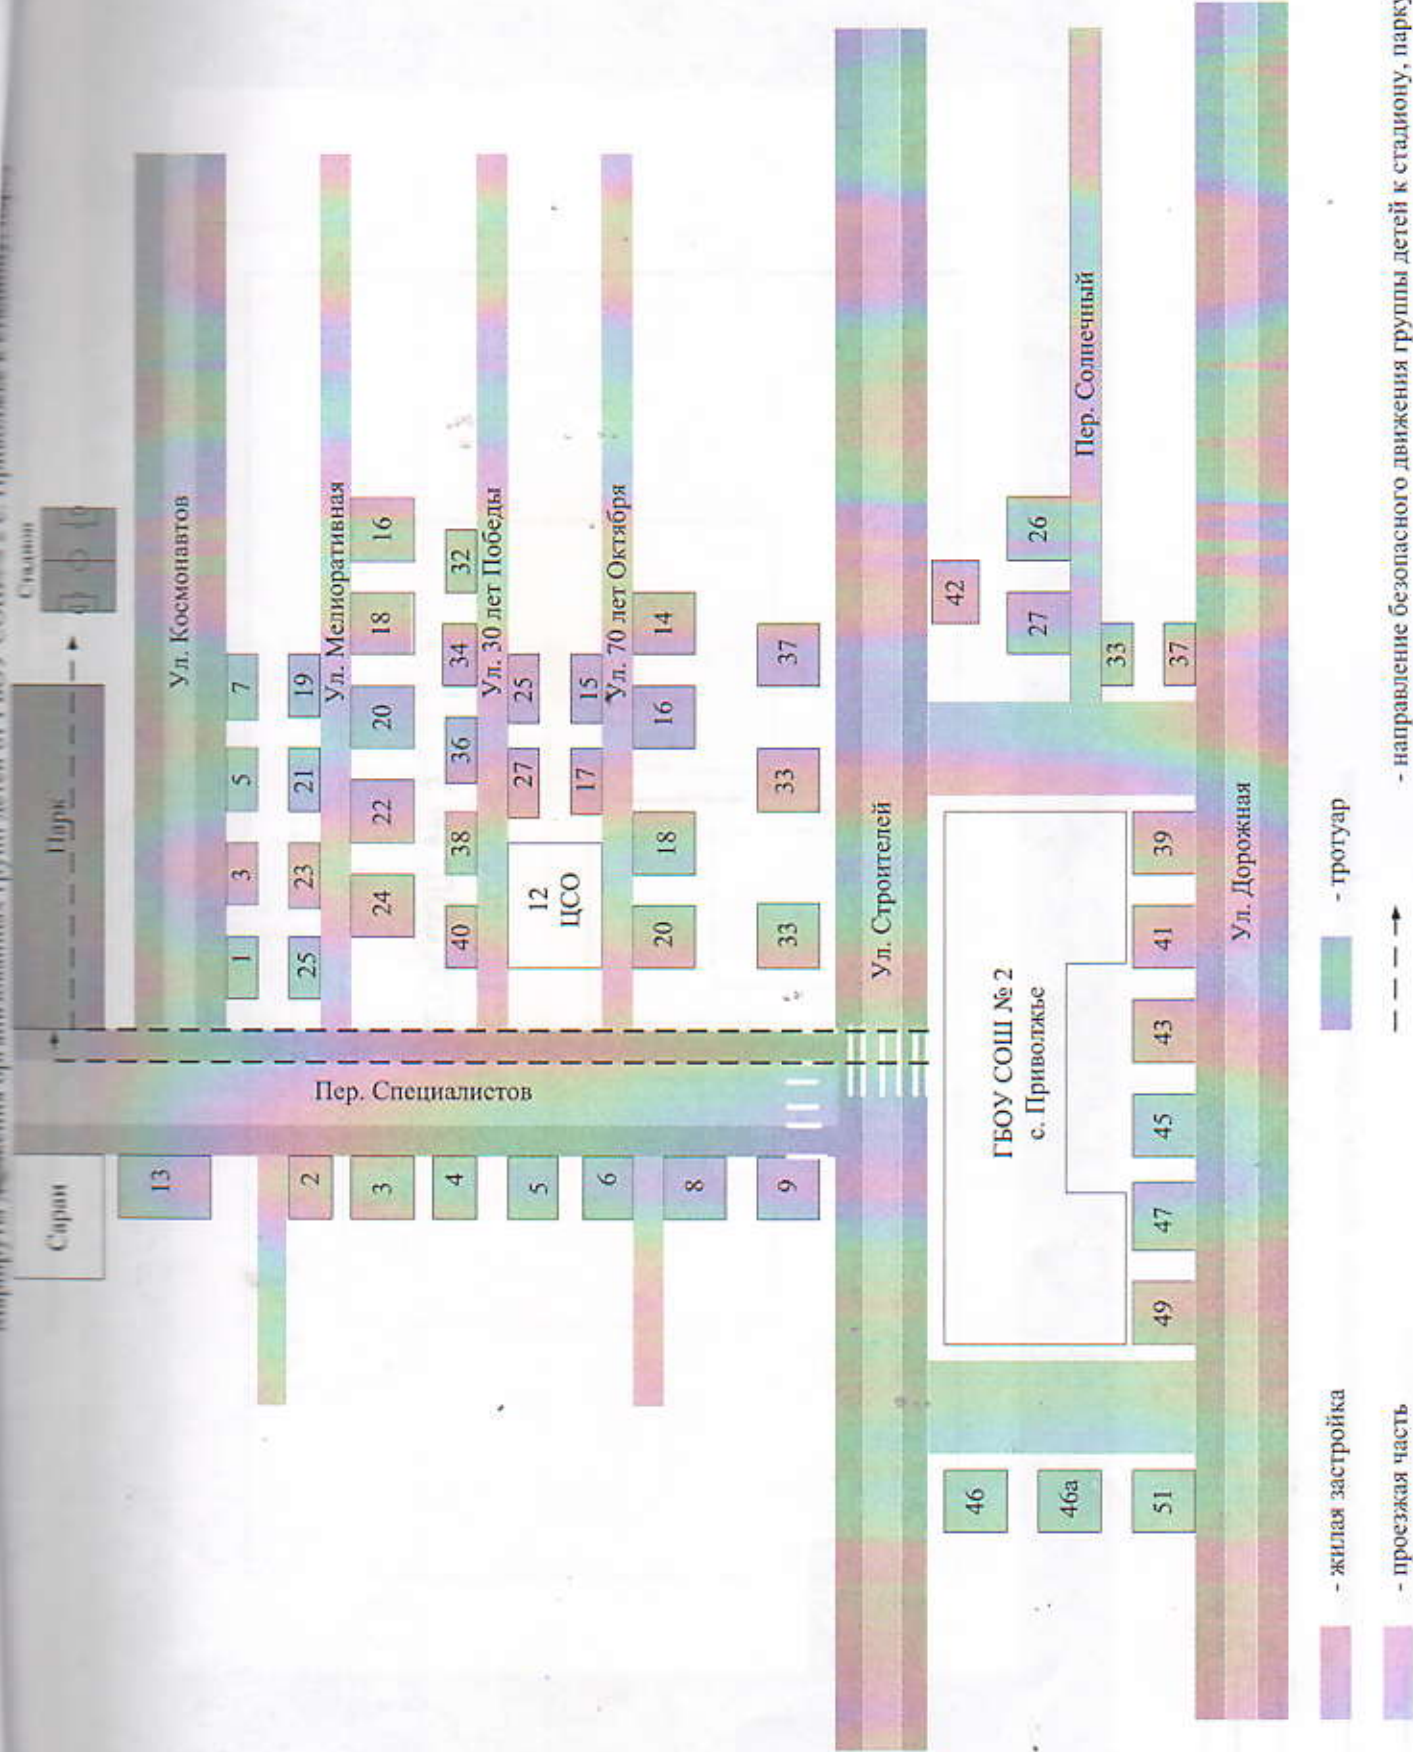 Стадион
Парк
Саран
Ул. Космонавтов
13
1
3
5
7
25
23
21
19
Ул. Мелиоративная
2
3
4
5
6
8
9
Пер. Специалистов
24
22
20
18
16
40
38
36
34
32
Ул. 30 лет Победы
12
ЦСО
27
25
17
15
Ул. 70 лет Октября
20
18
16
14
33
33
37
Ул. Строителей
ГБОУ СОШ № 2
с. Приволжье
42
27
26
Пер. Солнечный
33
37
46
46а
51
49
47
45
43
41
39
Ул. Дорожная
- жилая застройка
- тротуар
- проезжая часть
- направление безопасного движения группы детей к стадиону, парку